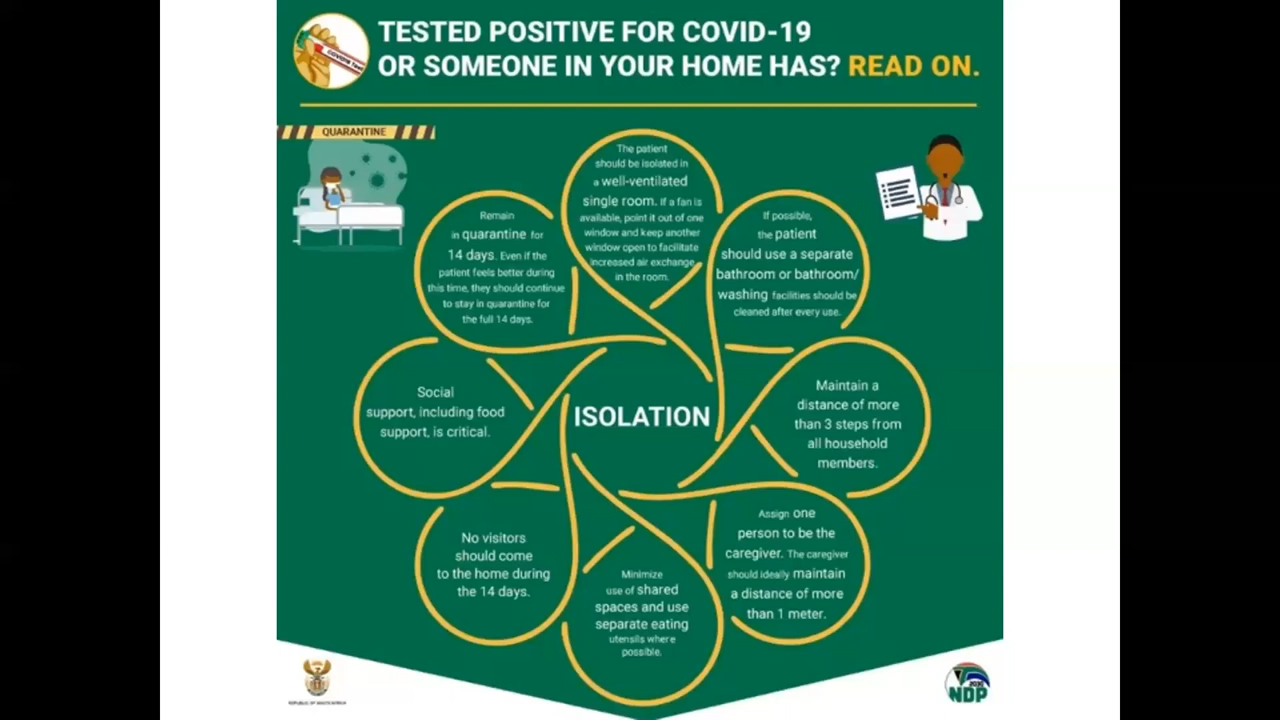 TESTED POSITIVE FOR COVID-19
OR SOMEONE IN YOUR HOME HAS? READ ON.
QUARANTINE
The patient
should be isolated in
a well-ventilated
single room. If a fan is
available, point it out of one
window and keep another
window open to facilitate
increased air exchange
in the room.
If possible,
the patient
should use a separate
bathroom or bathroom/
washing facilities should be
cleaned after every use.
Maintain a
distance of more
than 3 steps from
all household
members.
Assign one
person to be the
caregiver. The caregiver
should ideally maintain
a distance of more
than 1 meter.
Minimize
use of shared
spaces and use
separate eating
utensils where
possible.
No visitors
should come
to the home during
the 14 days.
Social
support, including food
support, is critical.
Remain
in quarantine for
14 days. Even if the
patient feels better during
this time, they should continue
to stay in quarantine for
the full 14 days.
ISOLATION
REPUBLIC OF SOUTH AFRICA
NDP